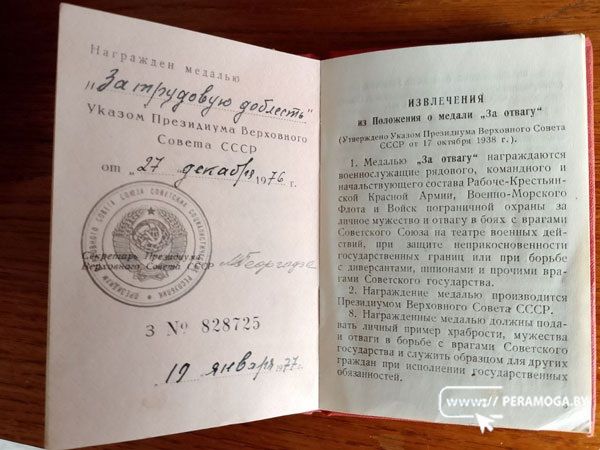 Награжден медалью
„За трудовую доблесть"
Указом Президиума Верховного
Совета СССР
от „27" декабря 1976 г.
Секретарь Президиума
Верховного Совета СССР
З № 828725
19 января 1977г.
ИЗВЛЕЧЕНИЯ
из Положения о медали „За отвагу"
(Утверждено Указом Президиума Верховного Совета
СССР от 17 октября 1938 г.).
1. Медалью „За отвагу" награждаются
военнослужащие рядового, командного и
начальствующего состава Рабоче-Крестьян-
ской Красной Армии, Военно-Морского
Флота и Войск пограничной охраны за
личное мужество и отвагу в боях с врагами
Советского Союза на театре военных дей-
ствий, при защите неприкосновенности
государственных границ или при борьбе
с диверсантами, шпионами и прочими вра-
гами Советского государства.
2. Награждение медалью производится
Президиумом Верховного Совета СССР.
8. Награжденные медалью должны пода-
вать личный пример храбрости, мужества
и отваги в борьбе с врагами Советского
государства и служить образцом для других
граждан при исполнении государственных
обязанностей.
www:// PERAMOGA.BY